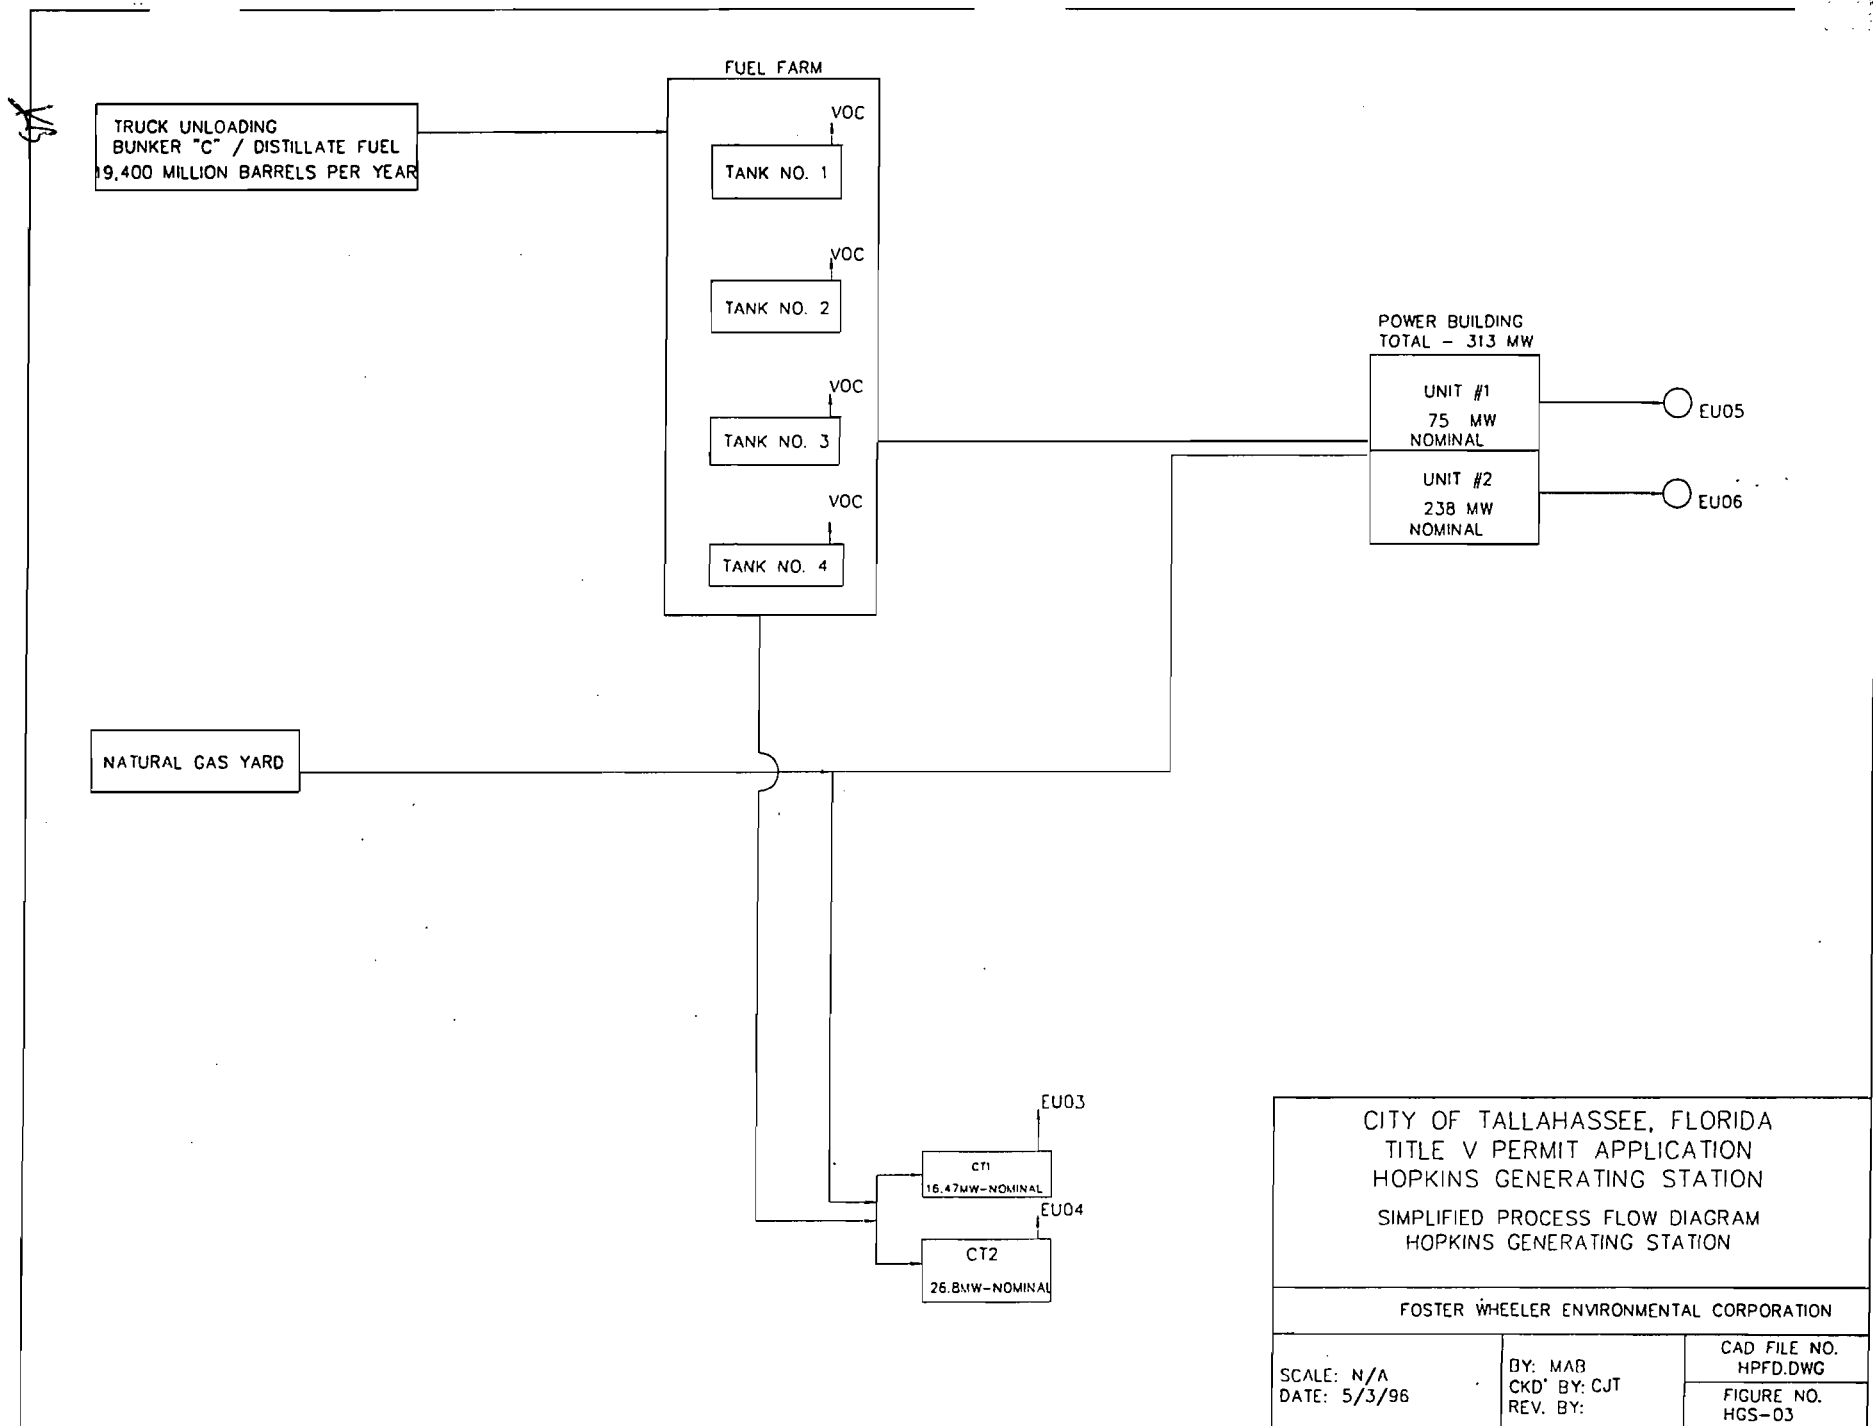 FUEL FARM
TRUCK UNLOADING
BUNKER "C" / DISTILLATE FUEL
19,400 MILLION BARRELS PER YEAR
VOC
TANK NO. 1
VOC
TANK NO. 2
VOC
TANK NO. 3
VOC
TANK NO. 4
POWER BUILDING
TOTAL - 313 MW
UNIT #1
75 MW
NOMINAL
EU05
UNIT #2
238 MW
NOMINAL
EU06
NATURAL GAS YARD
EU03
CT1
16.47MW-NOMINAL
EU04
CT2
26.8MW-NOMINAL
CITY OF TALLAHASSEE, FLORIDA
TITLE V PERMIT APPLICATION
HOPKINS GENERATING STATION
SIMPLIFIED PROCESS FLOW DIAGRAM
HOPKINS GENERATING STATION
FOSTER WHEELER ENVIRONMENTAL CORPORATION
SCALE: N/A
DATE: 5/3/96
BY: MAB
CKD' BY: CJT
REV. BY:
CAD FILE NO.
HPFD.DWG
FIGURE NO.
HGS-03